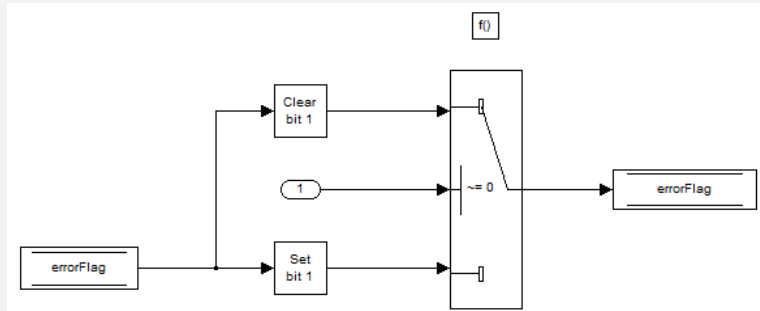 f()
Clear
bit 1
1
~= 0
errorFlag
errorFlag
Set
bit 1